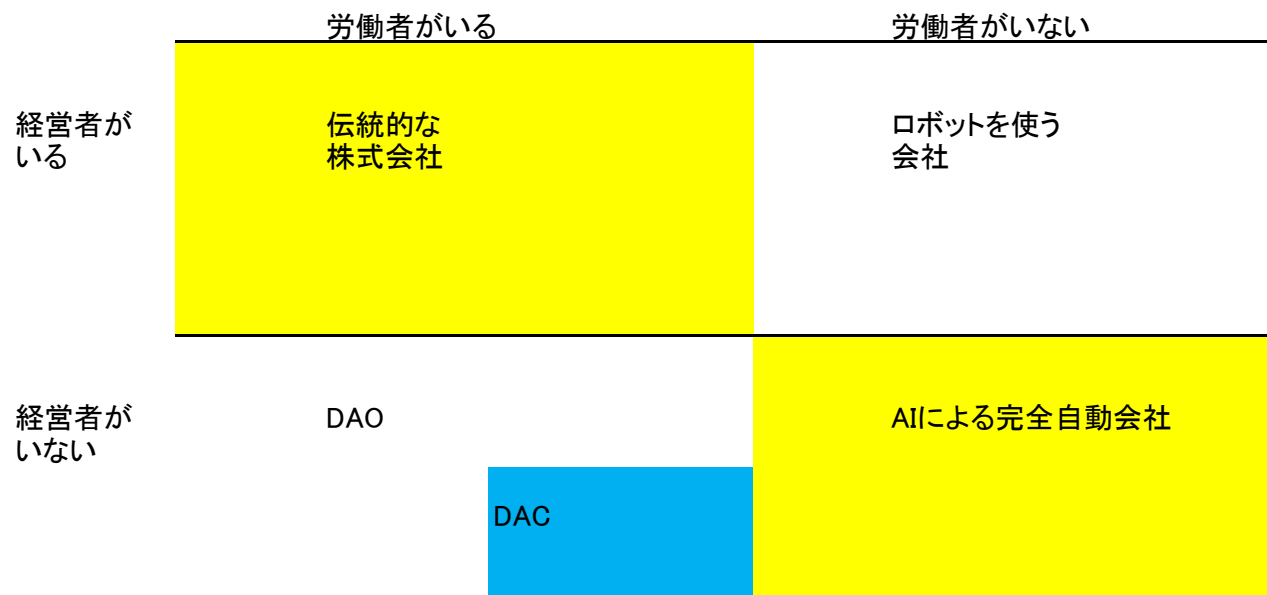 労働者がいる
労働者がいない
経営者が
いる
伝統的な
株式会社
ロボットを使う
会社
経営者が
いない
DAO
AIによる完全自動会社
DAC